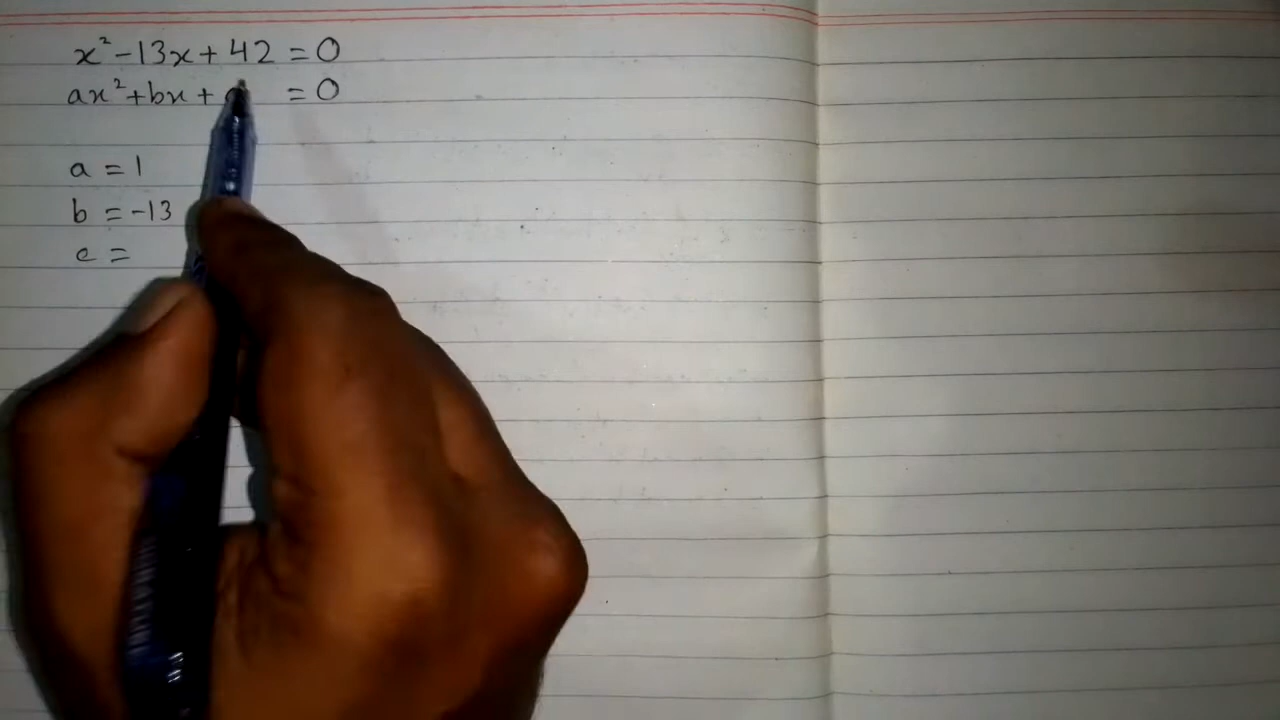 x² -13x + 42 = 0
ax² + bx + = 0
a = 1
b = -13
c =